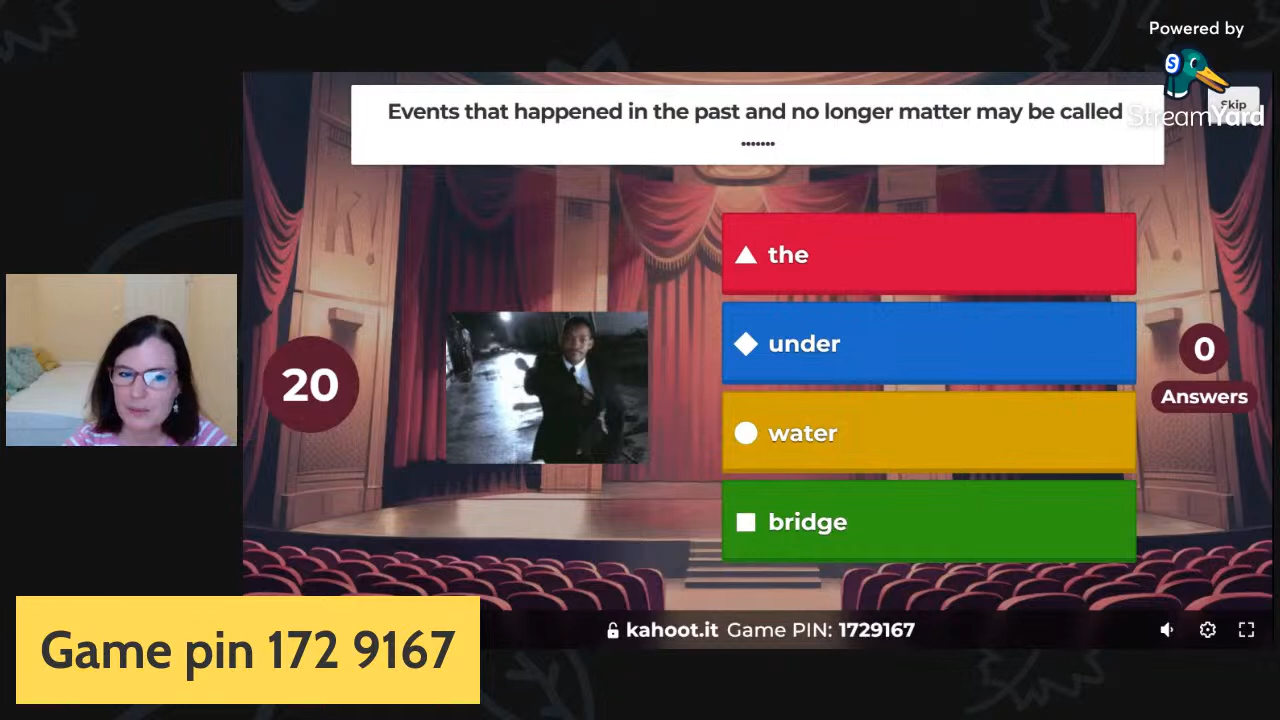 Powered by
StreamYard
Skip
Events that happened in the past and no longer matter may be called
.......
the
under
water
bridge
20
0
Answers
kahoot.it Game PIN: 1729167
Game pin 172 9167